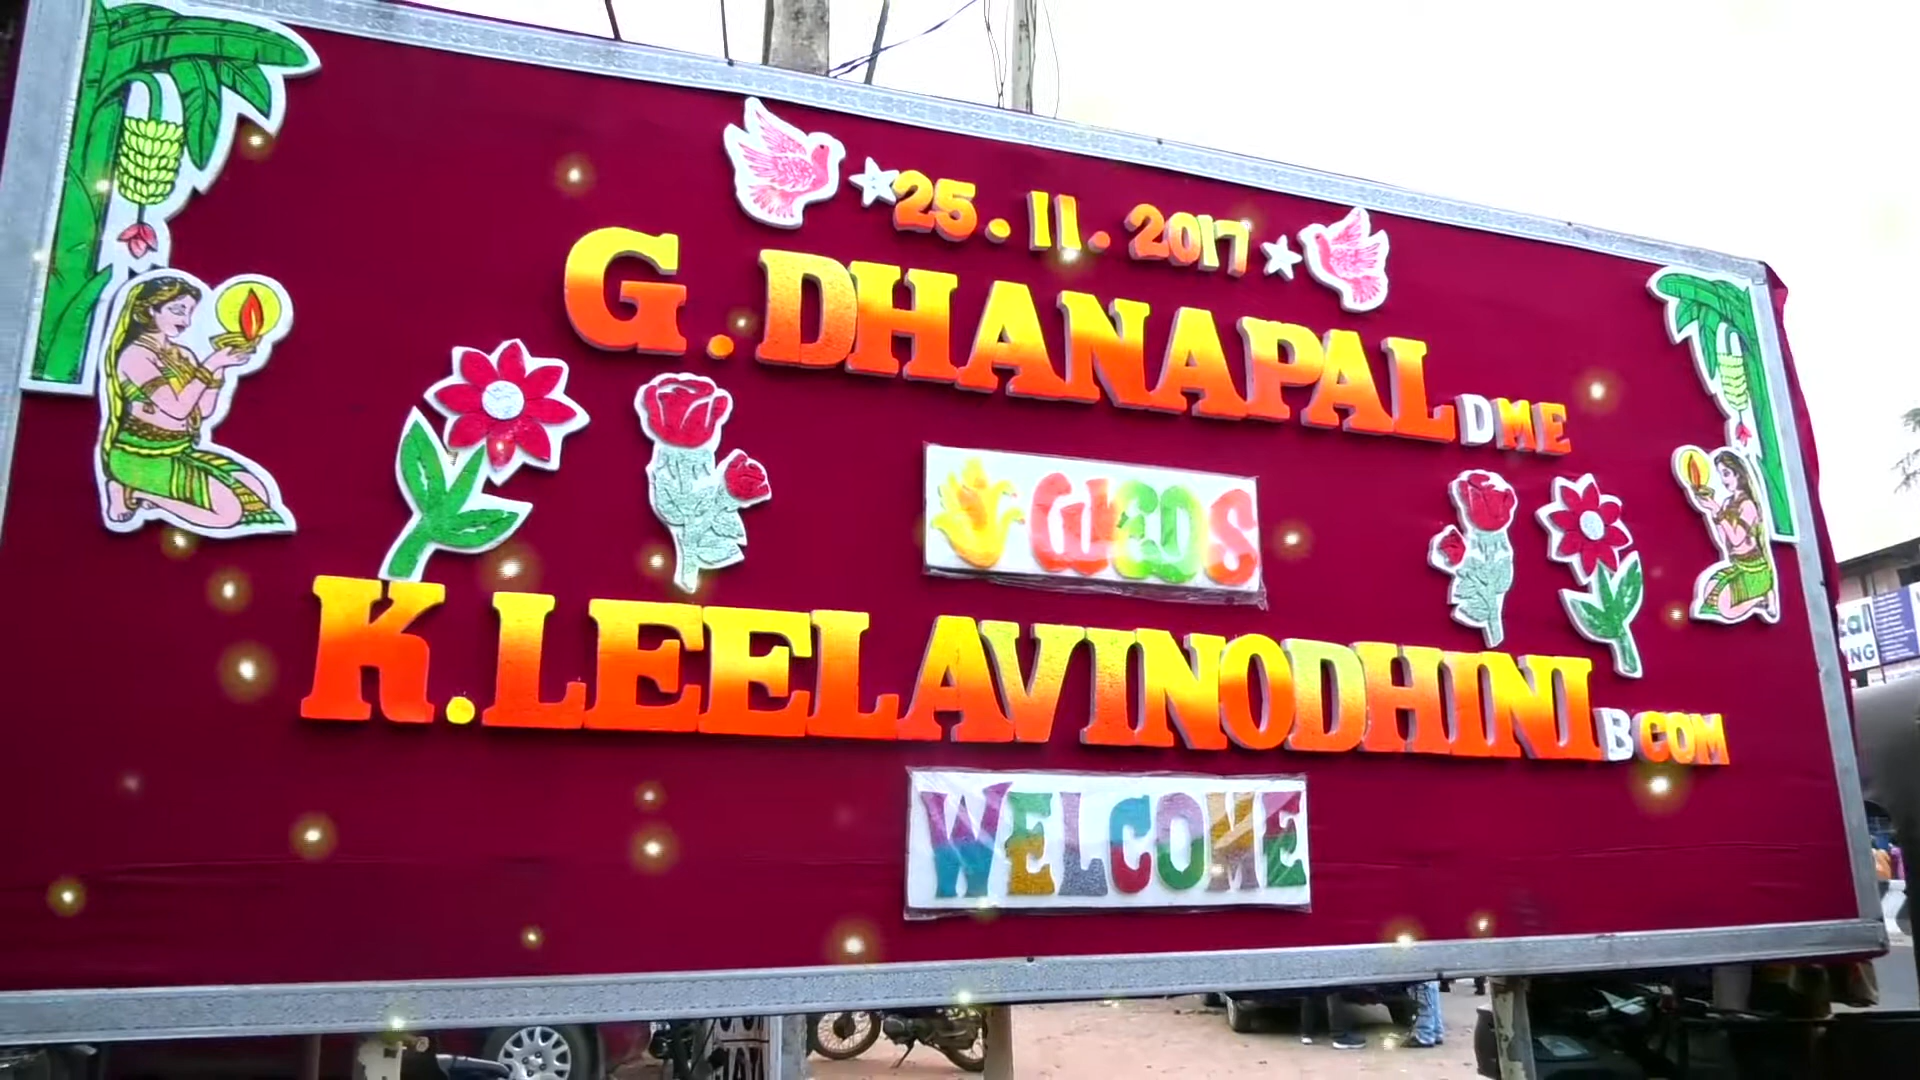 25.11.2017
G.DHANAPAL DME
WEDS
K.LEELAVINODHINI B COM
WELCOME